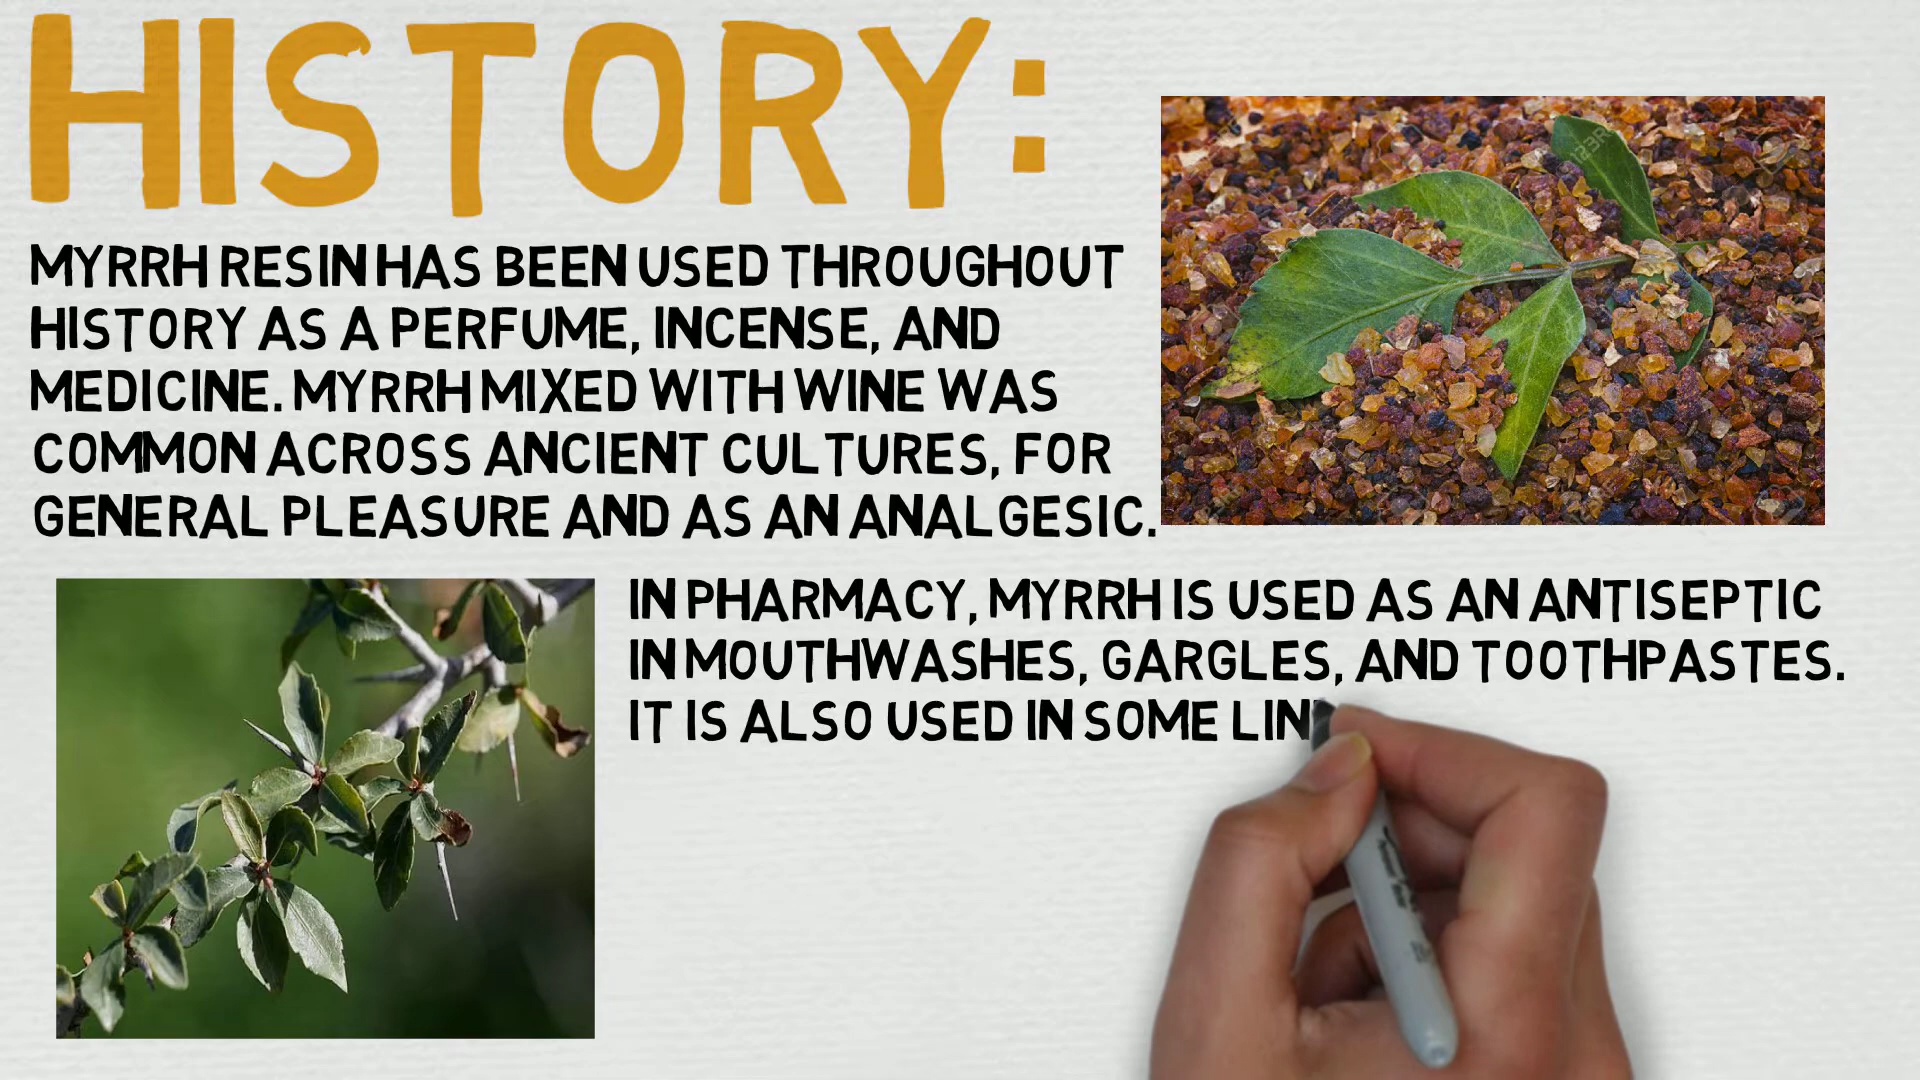 HISTORY:
MYRRH RESIN HAS BEEN USED THROUGHOUT
HISTORY AS A PERFUME, INCENSE, AND
MEDICINE. MYRRH MIXED WITH WINE WAS
COMMON ACROSS ANCIENT CULTURES, FOR
GENERAL PLEASURE AND AS AN ANALGESIC.
IN PHARMACY, MYRRH IS USED AS AN ANTISEPTIC
IN MOUTHWASHES, GARGLES, AND TOOTHPASTES.
IT IS ALSO USED IN SOME LIN